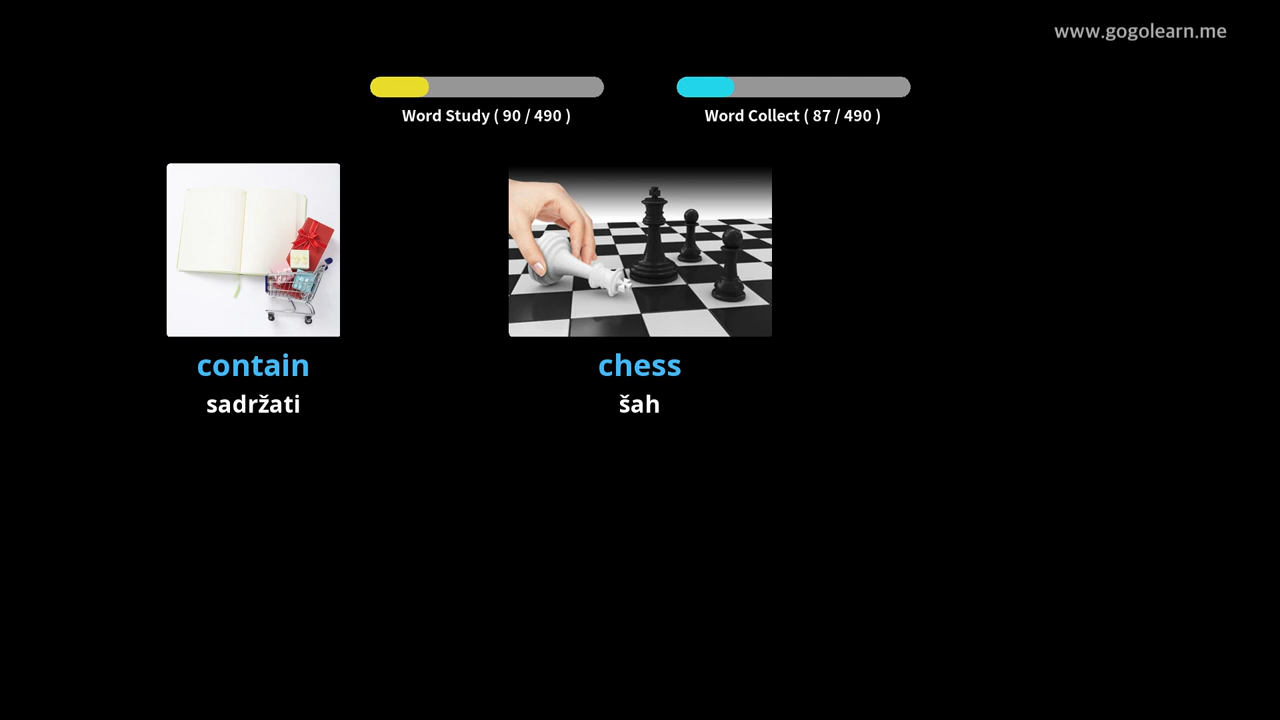 www.gogolearn.me
Word Study ( 90 / 490 )
Word Collect ( 87 / 490 )
contain
sadržati
chess
šah